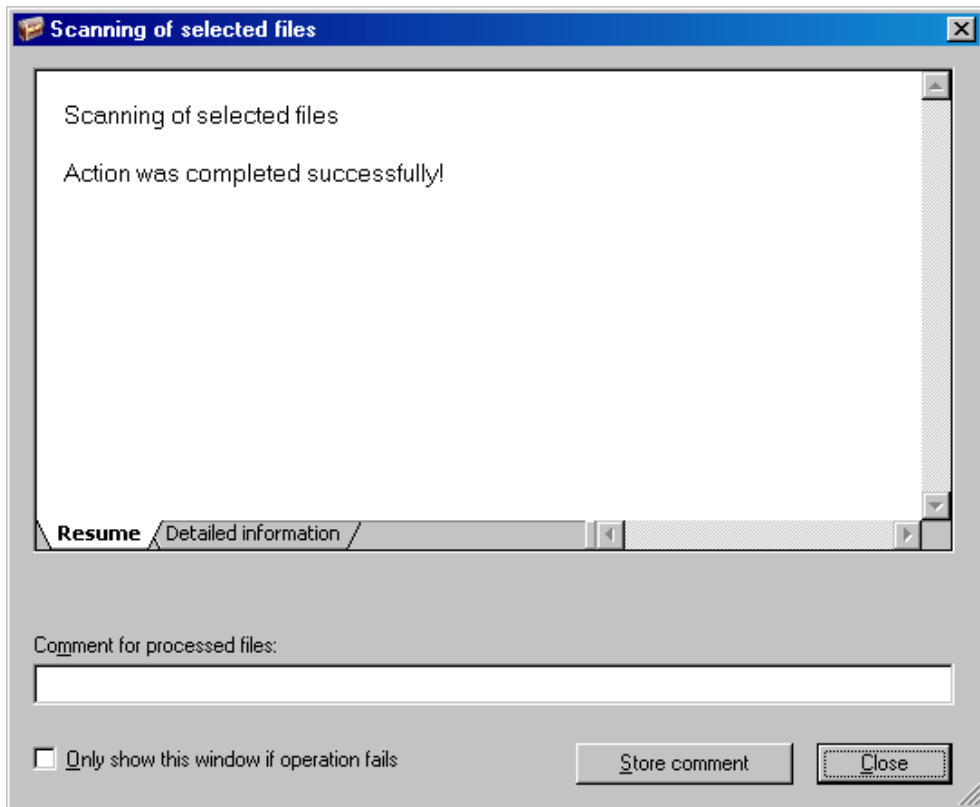 Scanning of selected files
Scanning of selected files
Action was completed successfully!
Resume Detailed information
Comment for processed files:
Only show this window if operation fails Store comment Close